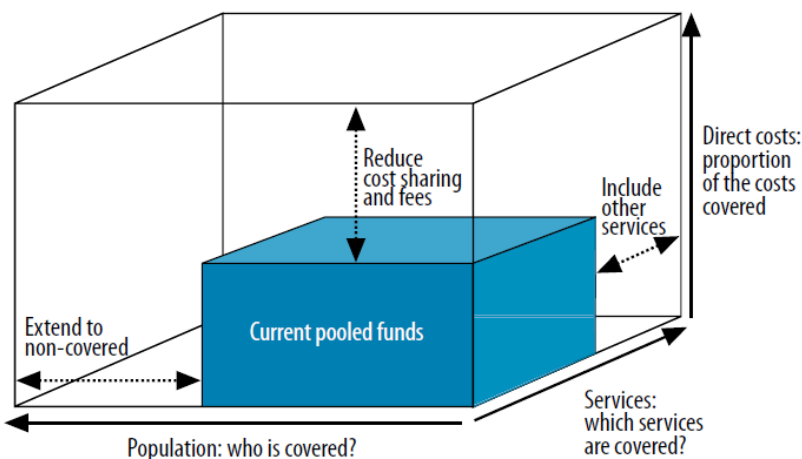 Reduce
cost sharing
and fees
Direct costs:
proportion
of the costs
covered
Include
other
services
Extend to
non-covered
Current pooled funds
Services:
which services
are covered?
Population: who is covered?